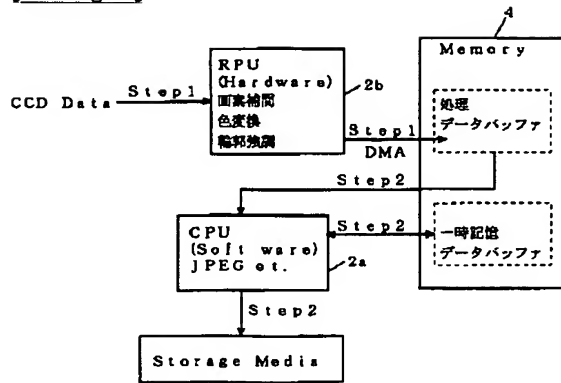 4
Memory
RPU
(Hardware)
画素補間
色変換
輪郭強調
2b
CCD Data
Step1
Step1
DMA
処理
データバッファ
Step2
CPU
(Soft ware)
JPEG et.
2a
Step2
一時記憶
データバッファ
Step2
Storage Media